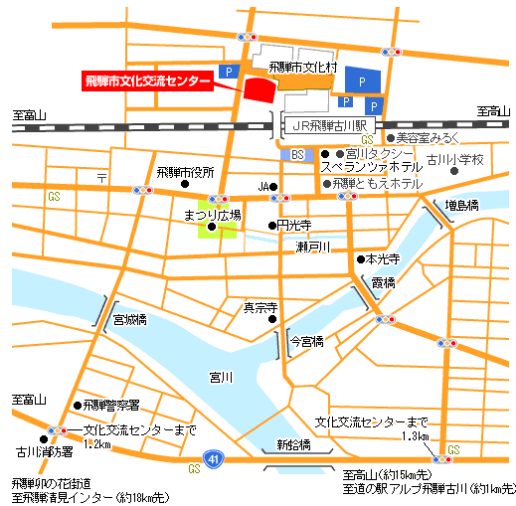 P
飛騨市文化村
P
飛騨市文化交流センター
P
P
至富山
JR飛騨古川駅
至高山
GS
美容室みるく
BS
宮川タクシー
スペランツァホテル
古川小学校
〒
飛騨市役所
JA
飛騨ともえホテル
GS
GS
増島橋
まつり広場
円光寺
瀬戸川
本光寺
霞橋
真宗寺
宮城橋
今宮橋
宮川
至富山
飛騨警察署
文化交流センターまで
1.2km
文化交流センターまで
1.3km
古川消防署
新鮎橋
GS
GS
41
飛騨卯の花街道
至飛騨清見インター(約18km先)
至高山(約15km先)
至道の駅アルプ飛騨古川(約1km先)